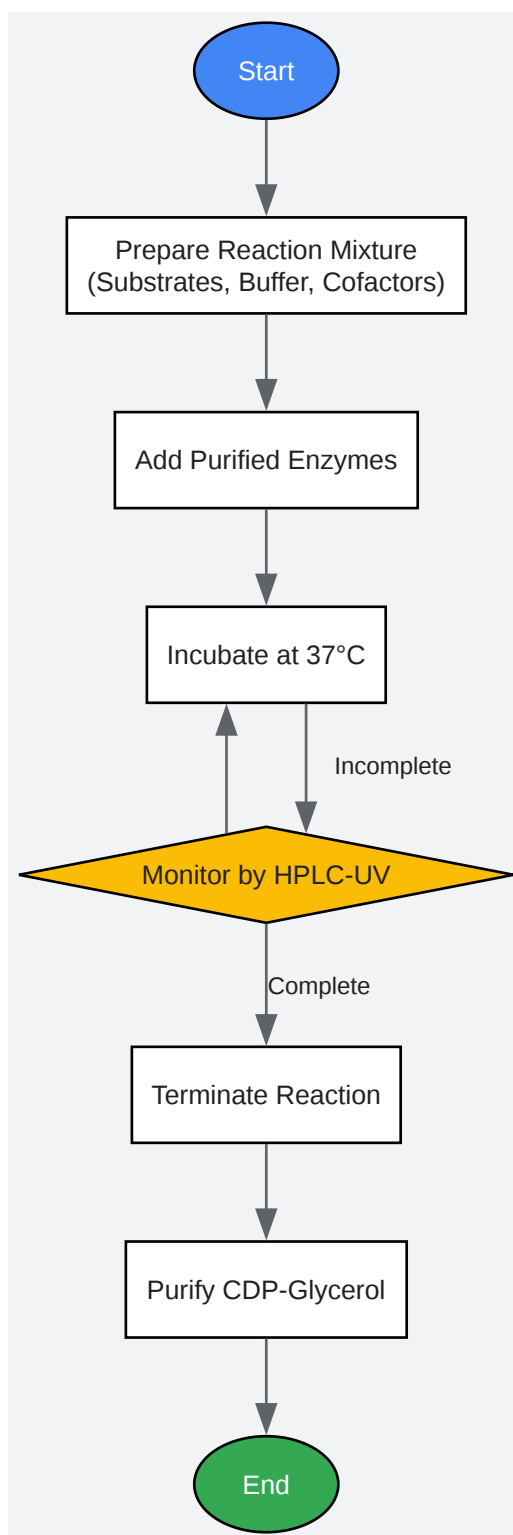 Start
Prepare Reaction Mixture
(Substrates, Buffer, Cofactors)
Add Purified Enzymes
Incubate at 37°C
Incomplete
Monitor by HPLC-UV
Complete
Terminate Reaction
Purify CDP-Glycerol
End